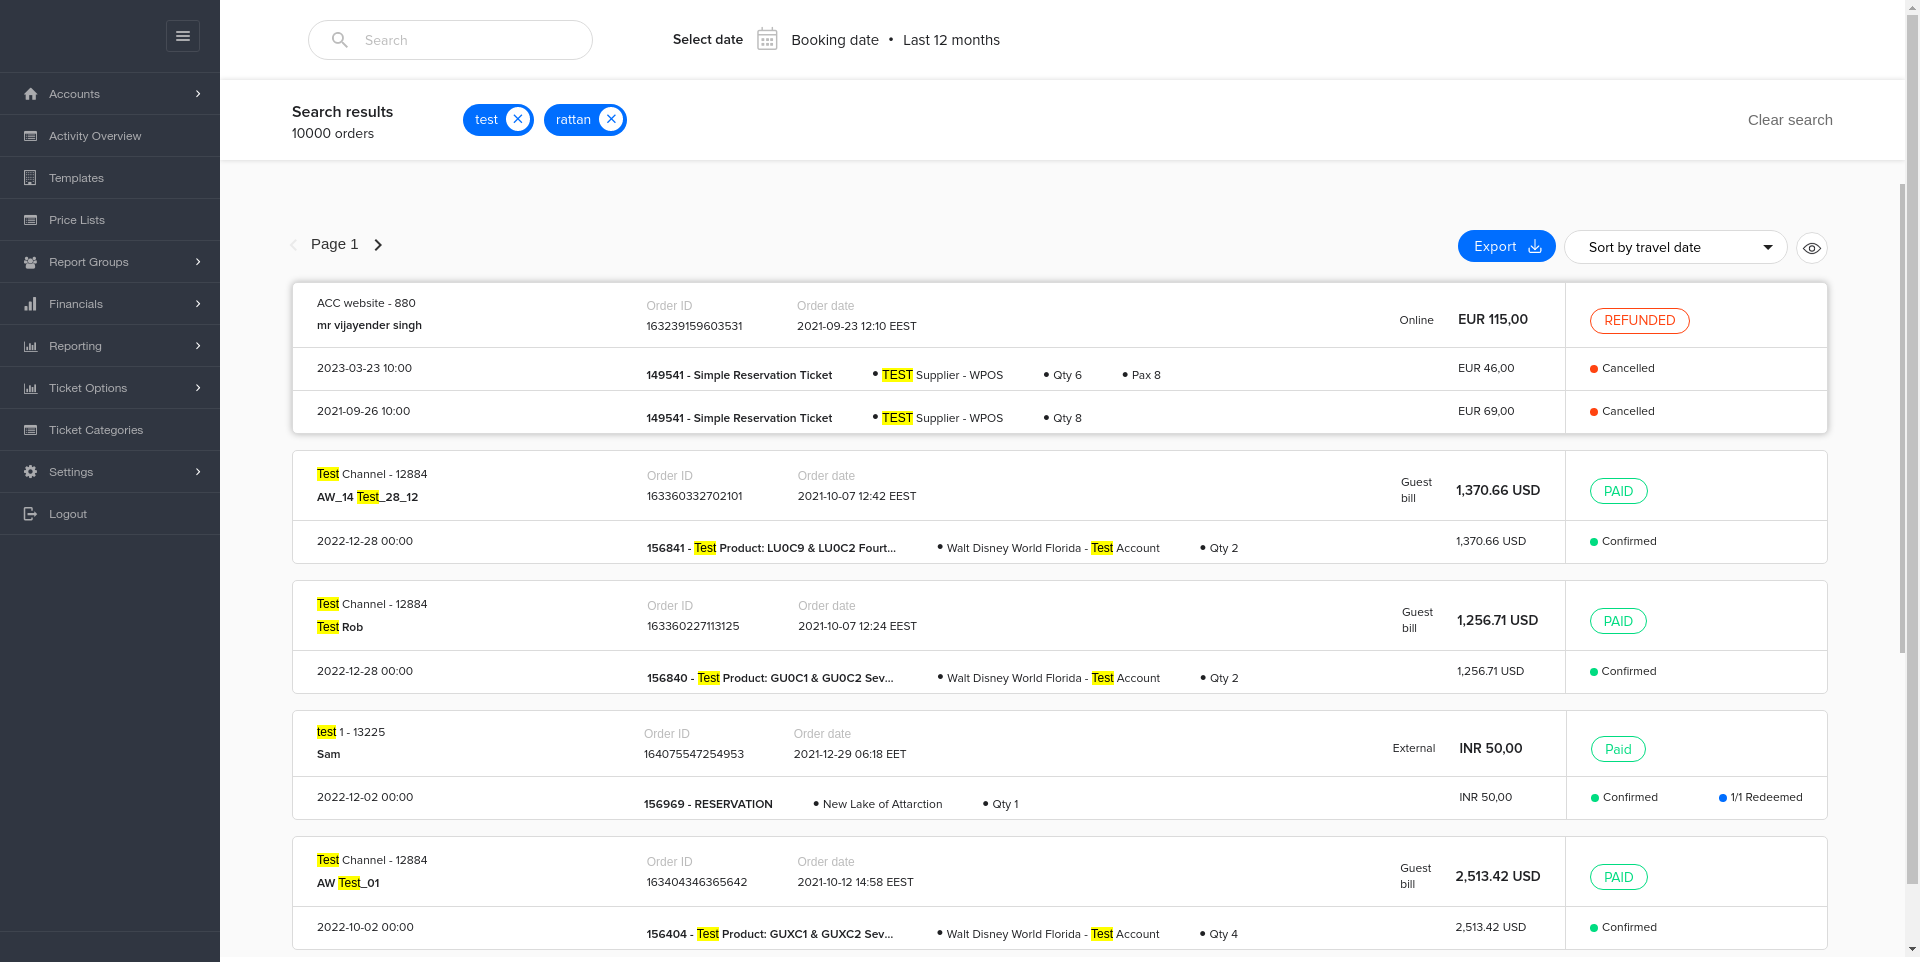 Search
Select date Booking date • Last 12 months
Accounts
Activity Overview
Templates
Price Lists
Report Groups
Financials
Reporting
Ticket Options
Ticket Categories
Settings
Logout
Search results
10000 orders
test
rattan
Clear search
Page 1
Export
Sort by travel date
ACC website - 880
mr vijayender singh
Order ID
163239159603531
Order date
2021-09-23 12:10 EEST
Online
EUR 115,00
REFUNDED
2023-03-23 10:00
149541 - Simple Reservation Ticket • TEST Supplier - WPOS • Qty 6 • Pax 8
EUR 46,00
Cancelled
2021-09-26 10:00
149541 - Simple Reservation Ticket • TEST Supplier - WPOS • Qty 8
EUR 69,00
Cancelled
Test Channel - 12884
AW_14 Test_28_12
Order ID
163360332702101
Order date
2021-10-07 12:42 EEST
Guest
bill
1,370.66 USD
PAID
2022-12-28 00:00
156841 - Test Product: LU0C9 & LU0C2 Fourt... • Walt Disney World Florida - Test Account • Qty 2
1,370.66 USD
Confirmed
Test Channel - 12884
Test Rob
Order ID
163360227113125
Order date
2021-10-07 12:24 EEST
Guest
bill
1,256.71 USD
PAID
2022-12-28 00:00
156840 - Test Product: GU0C1 & GU0C2 Sev... • Walt Disney World Florida - Test Account • Qty 2
1,256.71 USD
Confirmed
test 1 - 13225
Sam
Order ID
164075547254953
Order date
2021-12-29 06:18 EET
External
INR 50,00
Paid
2022-12-02 00:00
156969 - RESERVATION • New Lake of Attarction • Qty 1
INR 50,00
Confirmed
1/1 Redeemed
Test Channel - 12884
AW Test_01
Order ID
163404346365642
Order date
2021-10-12 14:58 EEST
Guest
bill
2,513.42 USD
PAID
2022-10-02 00:00
156404 - Test Product: GUXC1 & GUXC2 Sev... • Walt Disney World Florida - Test Account • Qty 4
2,513.42 USD
Confirmed